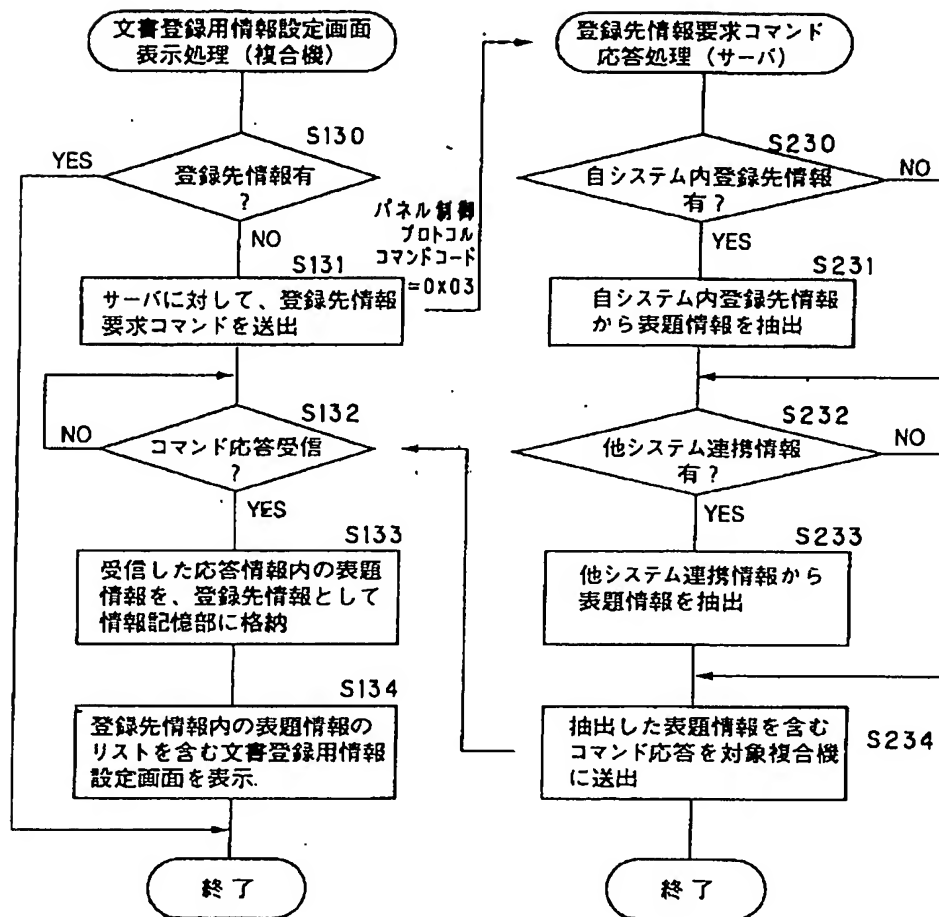 文書登録用情報設定画面
表示処理（複合機）
S130
YES
登録先情報有
？
NO
S131
サーバに対して、登録先情報
要求コマンドを送出
パネル制御
プロトコル
コマンドコード
=0x03
S132
NO
コマンド応答受信
？
YES
S133
受信した応答情報内の表題
情報を、登録先情報として
情報記憶部に格納
S134
登録先情報内の表題情報の
リストを含む文書登録用情報
設定画面を表示.
終了
登録先情報要求コマンド
応答処理（サーバ）
S230
NO
自システム内登録先情報
有？
YES
S231
自システム内登録先情報
から表題情報を抽出
S232
NO
他システム連携情報
有？
YES
S233
他システム連携情報から
表題情報を抽出
抽出した表題情報を含む
コマンド応答を対象複合機
に送出
S234
終了